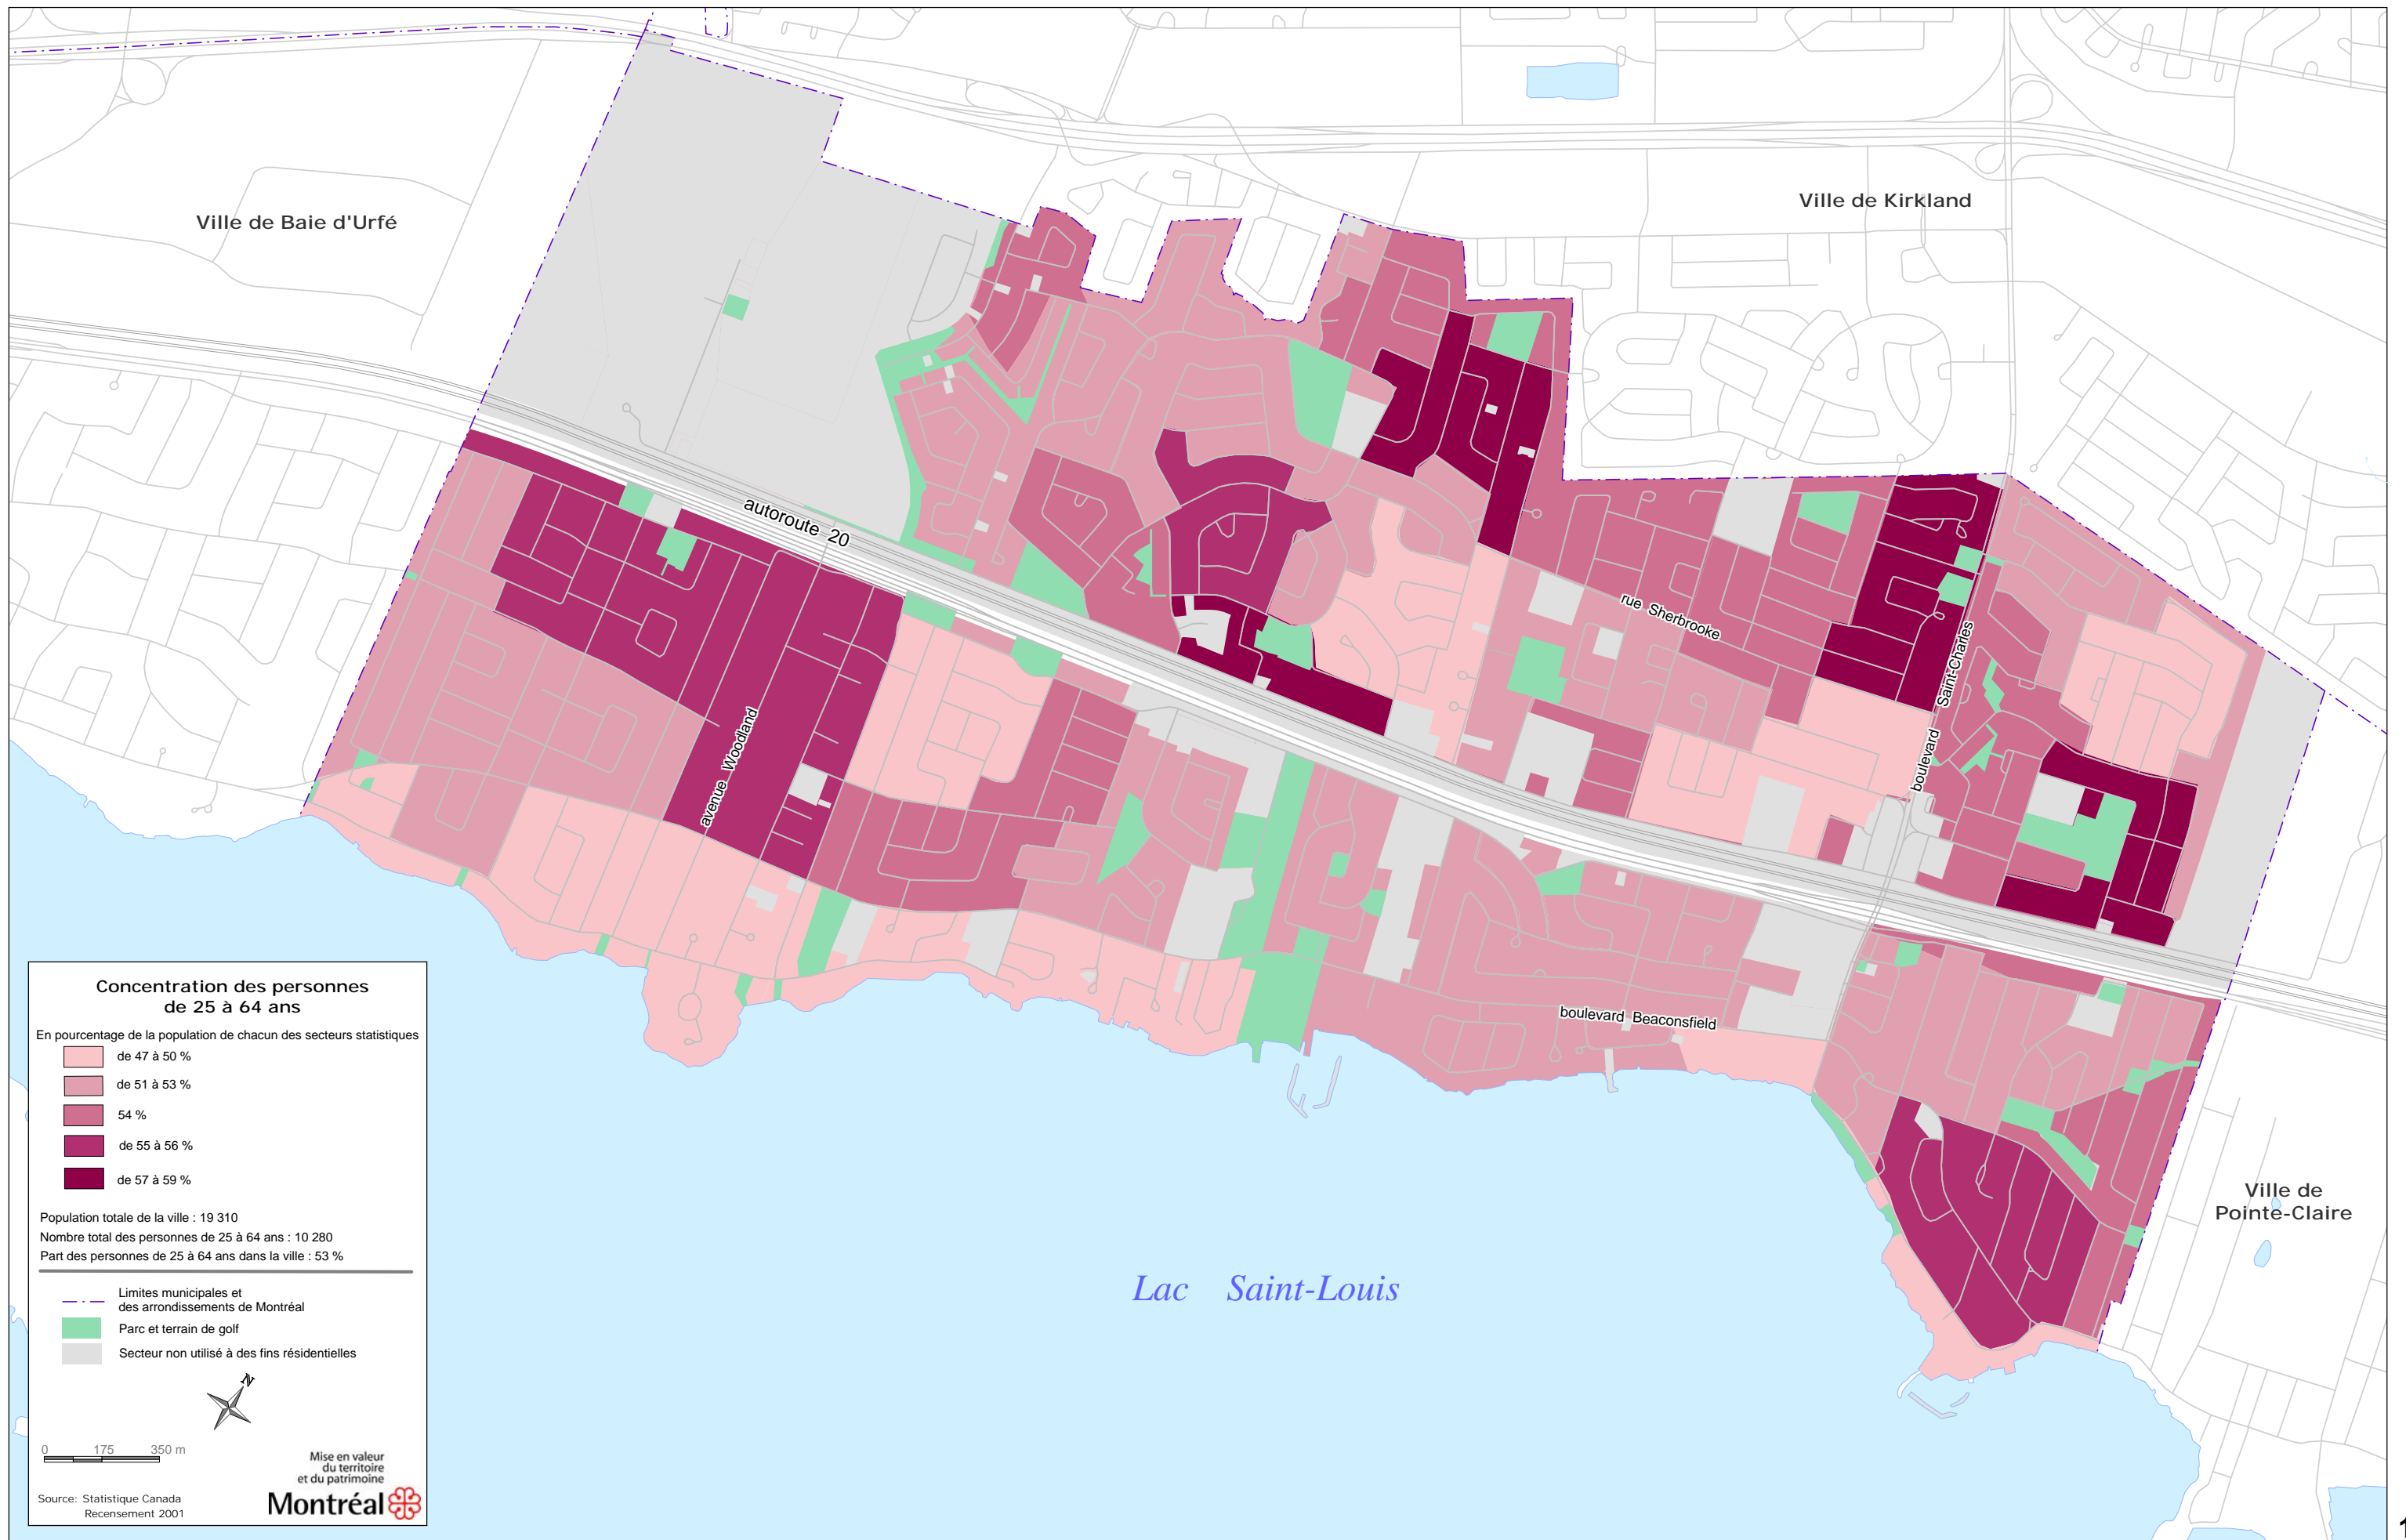 Ville de Baie d'Urfé
Ville de Kirkland
autoroute 20
rue Sherbrooke
boulevard Saint-Charles
avenue Woodland
boulevard Beaconsfield
Ville de
Pointe-Claire
Lac Saint-Louis
Concentration des personnes
de 25 à 64 ans
En pourcentage de la population de chacun des secteurs statistiques
de 47 à 50 %
de 51 à 53 %
54 %
de 55 à 56 %
de 57 à 59 %
Population totale de la ville : 19 310
Nombre total des personnes de 25 à 64 ans : 10 280
Part des personnes de 25 à 64 ans dans la ville : 53 %
Limites municipales et
des arrondissements de Montréal
Parc et terrain de golf
Secteur non utilisé à des fins résidentielles
N
0 175 350 m
Mise en valeur
du territoire
et du patrimoine
Montréal
Source: Statistique Canada
Recensement 2001